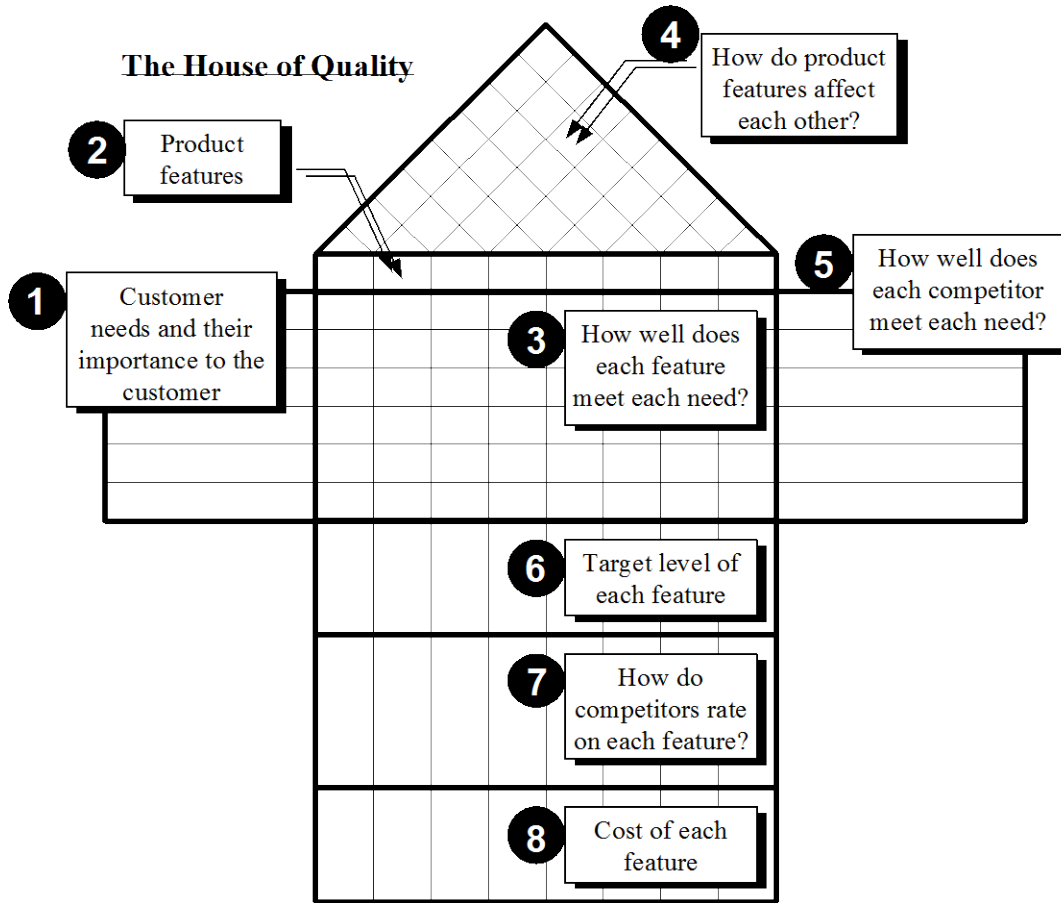 The House of Quality
4
How do product
features affect
each other?
2
Product
features
1
Customer
needs and their
importance to the
customer
5
How well does
each competitor
meet each need?
3
How well does
each feature
meet each need?
6
Target level of
each feature
7
How do
competitors rate
on each feature?
8
Cost of each
feature